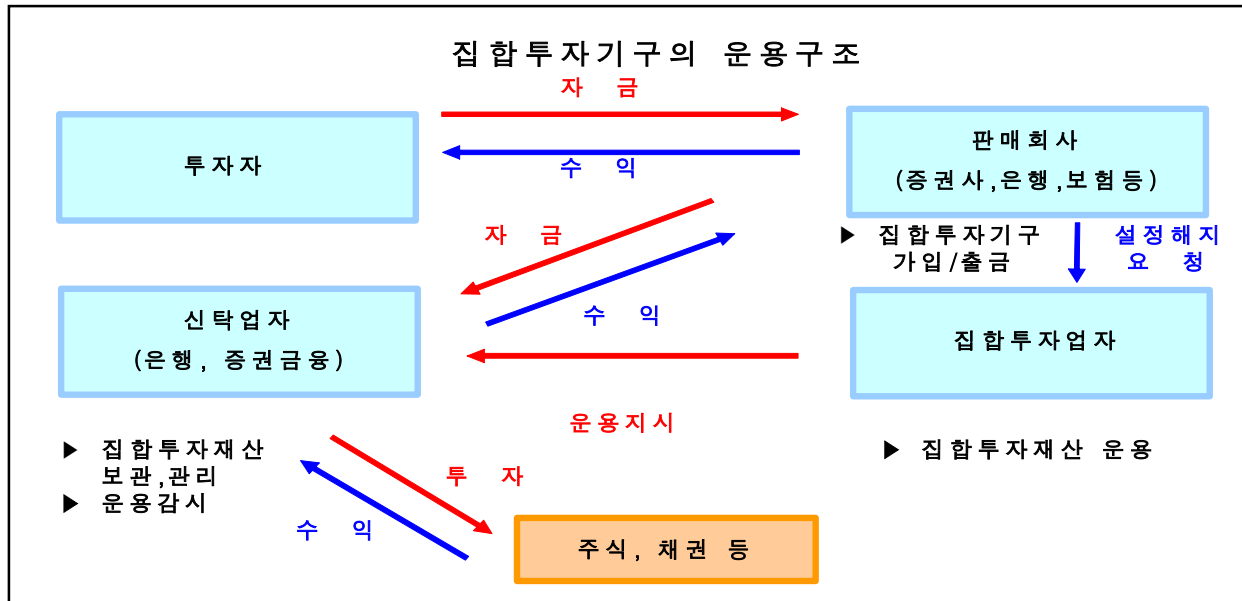 집합투자기구의 운용구조
자 금
투자자
수 익
판매회사
(증권사,은행,보험등)
자 금
▶ 집합투자기구
가입/출금
설정해지
요 청
신탁업자
(은행, 증권금융)
수 익
집합투자업자
운용지시
▶ 집합투자재산
보관,관리
▶ 운용감시
▶ 집합투자재산 운용
투 자
수 익
주식, 채권 등